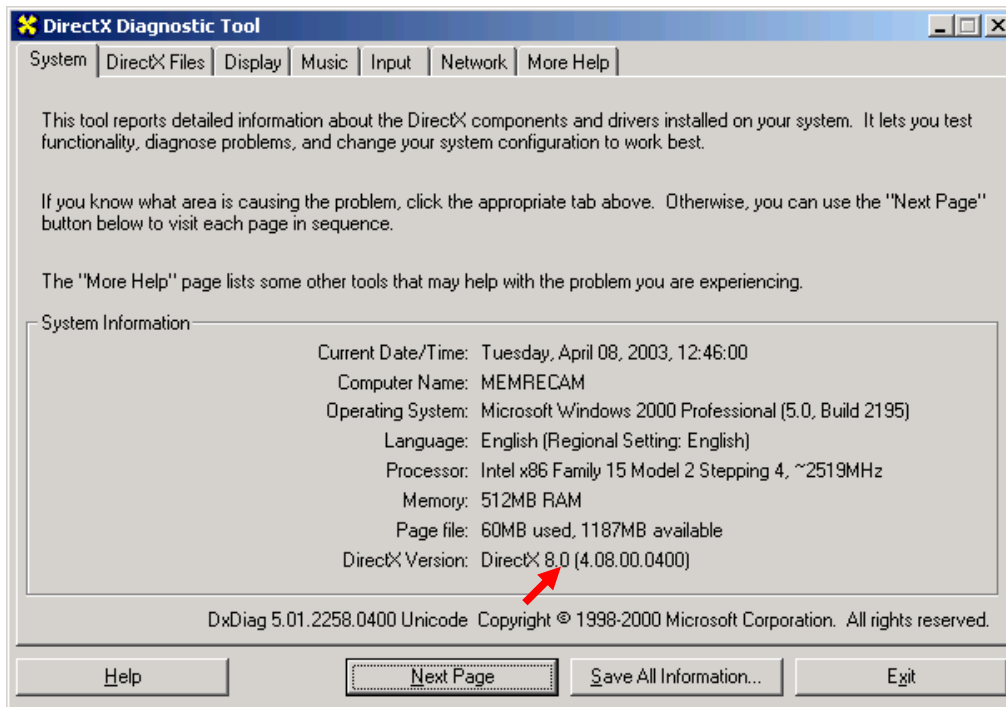 DirectX Diagnostic Tool
System DirectX Files Display Music Input Network More Help
This tool reports detailed information about the DirectX components and drivers installed on your system. It lets you test
functionality, diagnose problems, and change your system configuration to work best.
If you know what area is causing the problem, click the appropriate tab above. Otherwise, you can use the "Next Page"
button below to visit each page in sequence.
The "More Help" page lists some other tools that may help with the problem you are experiencing.
System Information
Current Date/Time: Tuesday, April 08, 2003, 12:46:00
Computer Name: MEMRECAM
Operating System: Microsoft Windows 2000 Professional (5.0, Build 2195)
Language: English (Regional Setting: English)
Processor: Intel x86 Family 15 Model 2 Stepping 4, ~2519MHz
Memory: 512MB RAM
Page file: 60MB used, 1187MB available
DirectX Version: DirectX 8.0 (4.08.00.0400)
DxDiag 5.01.2258.0400 Unicode Copyright © 1998-2000 Microsoft Corporation. All rights reserved.
Help Next Page Save All Information... Exit